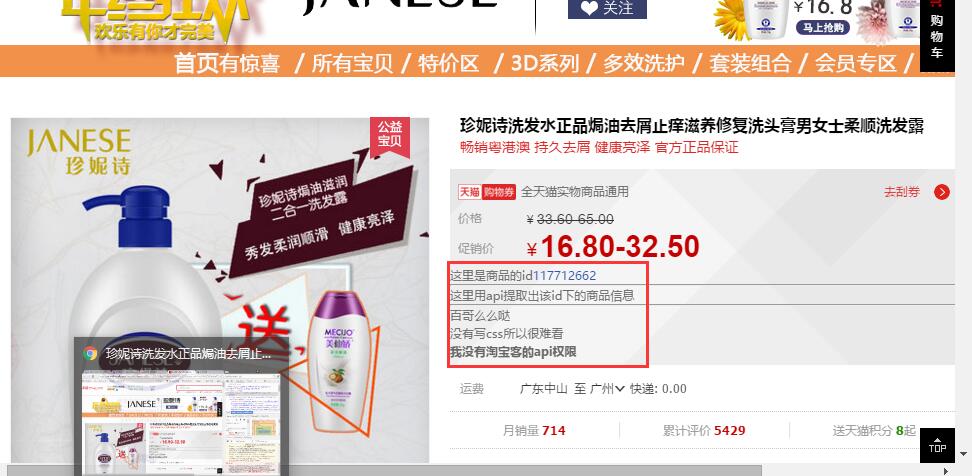 年终狂欢
欢乐有你才完美
JANESE
关注
¥16.8
马上抢购
购物车
首页有惊喜 / 所有宝贝 / 特价区 / 3D系列 / 多效洗护 / 套装组合 / 会员专区 /
JANESE
珍妮诗
公益
宝贝
珍妮诗焗油滋润
二合一洗发露
秀发柔润顺滑 健康亮泽
送
MECUO
美伽娇
珍妮诗洗发水正品焗油去屑止...
JANESE
珍妮诗洗发水正品焗油去屑止痒滋养修复洗头膏男女士柔顺洗发露
畅销粤港澳 持久去屑 健康亮泽 官方正品保证
天猫 购物券 全天猫实物商品通用
去刮券
价格 ¥ 33.60-65.00
促销价 ¥ 16.80-32.50
这里是商品的id117712662
这里用api提取出该id下的商品信息
百哥么么哒
没有写css所以很难看
我没有淘宝客的api权限
运费 广东中山 至 广州 快递: 0.00
月销量 714
累计评价 5429
送天猫积分 8起
TOP